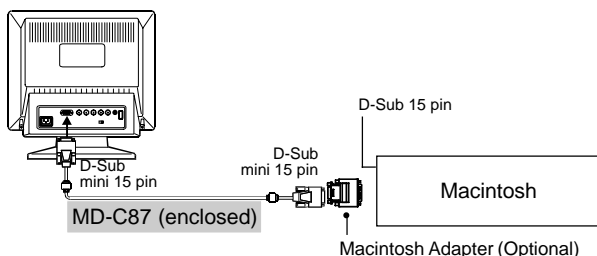 D-Sub 15 pin
D-Sub
mini 15 pin
D-Sub
mini 15 pin
Macintosh
MD-C87 (enclosed)
Macintosh Adapter (Optional)